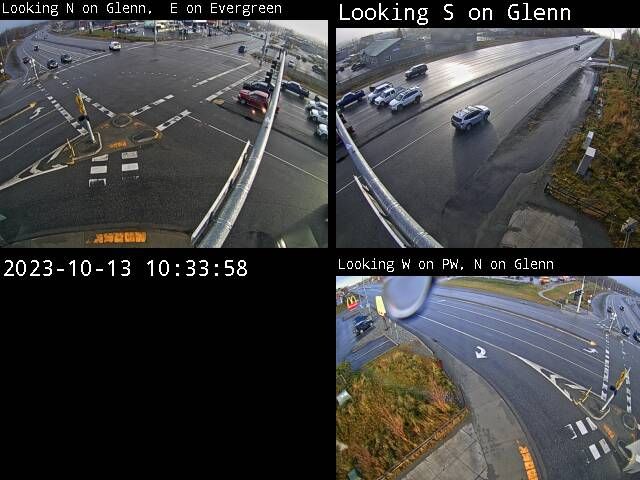 Looking N on Glenn,  E on Evergreen
Looking S on Glenn
2023-10-13 10:33:58
Looking W on PW, N on Glenn